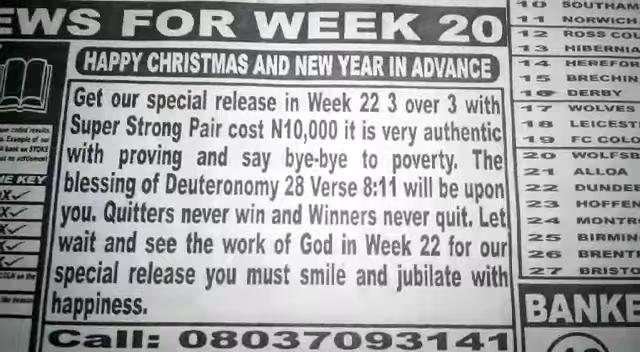 EWS FOR WEEK 20
HAPPY CHRISTMAS AND NEW YEAR IN ADVANCE
Get our special release in Week 22 3 over 3 with
Super Strong Pair cost N10,000 it is very authentic
with proving and say bye-bye to poverty. The
blessing of Deuteronomy 28 Verse 8:11 will be upon
you. Quitters never win and Winners never quit. Let
wait and see the work of God in Week 22 for our
special release you must smile and jubilate with
happiness.
Call: 08037093141
ME KEY
10 SOUTHAM
11 NORWICH
12 ROSS COU
13 HIBERNIA
14 HEREFOR
15 BRECHIN
16 DERBY
17 WOLVES
18 LEICEST
19 FC COLO
20 WOLFSB
21 ALLOA
22 DUNDEE
23 HOFFEN
24 MONTR
25 BIRMIN
26 BRENT
27 BRISTO
BANKE